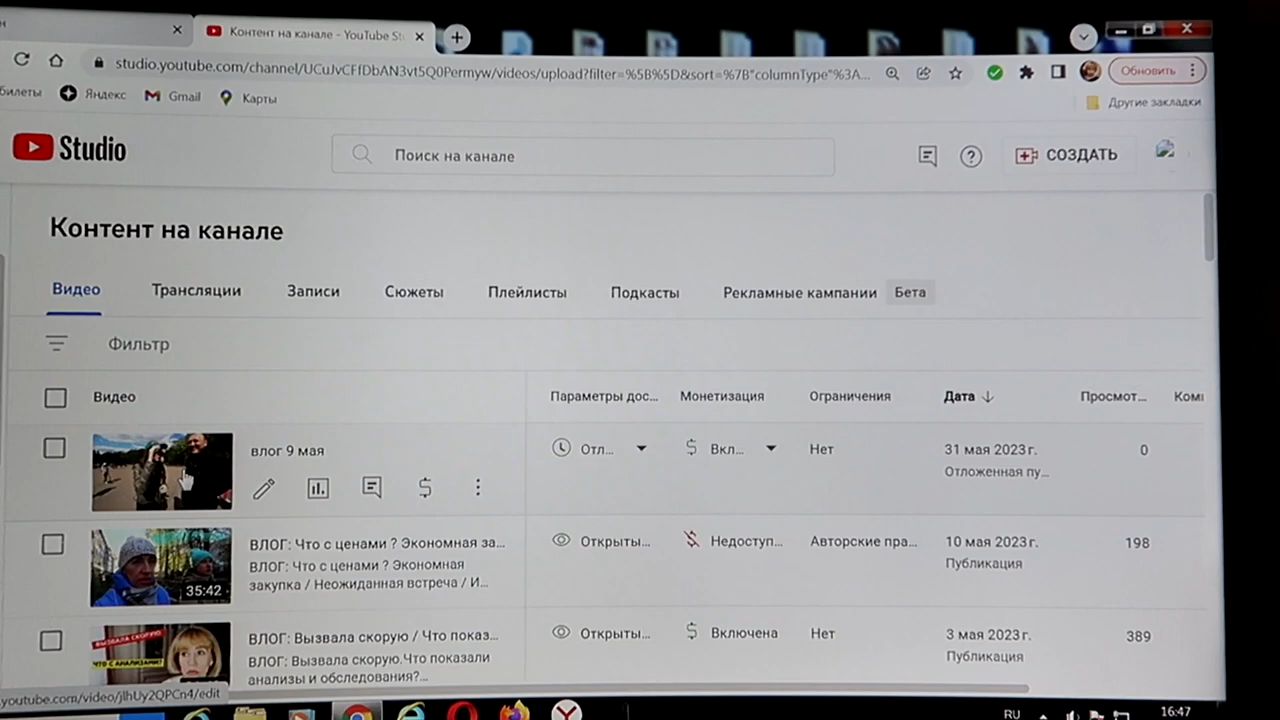 Контент на канале - YouTube St
studio.youtube.com/channel/UCuJvCFfDbAN3vt5Q0Permyw/videos/upload?filter=%5B%5D&sort=%7B"columnType"%3A...
Обновить
билеты
Яндекс
Gmail
Карты
Другие закладки
Studio
Поиск на канале
СОЗДАТЬ
Контент на канале
Видео
Трансляции
Записи
Сюжеты
Плейлисты
Подкасты
Рекламные кампании
Бета
Фильтр
Видео
Параметры дос...
Монетизация
Ограничения
Дата
Просмот...
Комм
влог 9 мая
Отл...
Вкл...
Нет
31 мая 2023 г.
Отложенная пу...
0
35:42
ВЛОГ: Что с ценами ? Экономная за...
ВЛОГ: Что с ценами ? Экономная
закупка / Неожиданная встреча / И...
Открыты...
Недоступ...
Авторские пра...
10 мая 2023 г.
Публикация
198
ВЫЗВАЛА СКОРУЮ
ЧТО С АНАЛИЗАМИ?
ВЛОГ: Вызвала скорую / Что показ...
ВЛОГ: Вызвала скорую.Что показали
анализы и обследования?...
Открыты...
Включена
Нет
3 мая 2023 г.
Публикация
389
.youtube.com/video/jlhUy2QPCn4/edit
RU
16:47